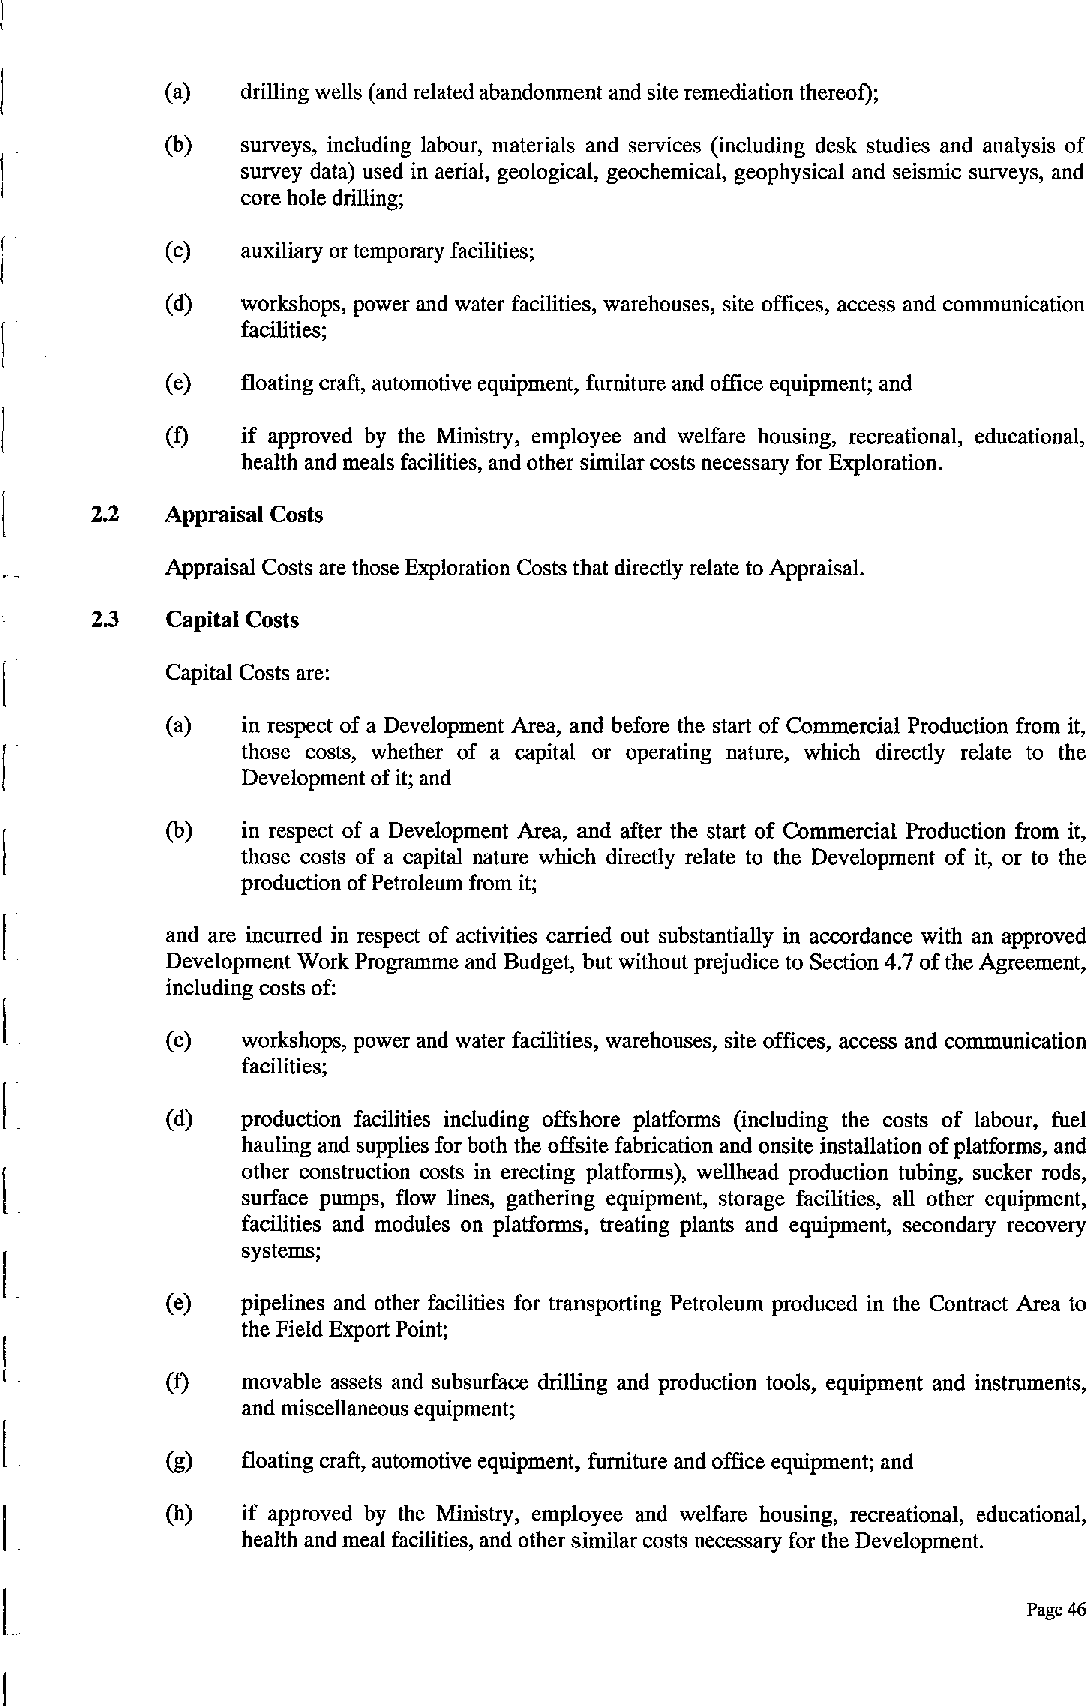 (a) drilling wells (and related abandonment and site remediation thereof);
(b) surveys, including labour, materials and services (including desk studies and analysis of
survey data) used in aerial, geological, geochemical, geophysical and seismic surveys, and
core hole drilling;
(c) auxiliary or temporary facilities;
(d) workshops, power and water facilities, warehouses, site offices, access and communication
facilities;
(e) floating craft, automotive equipment, furniture and office equipment; and
(f) if approved by the Ministry, employee and welfare housing, recreational, educational,
health and meals facilities, and other similar costs necessary for Exploration.
2.2 Appraisal Costs
Appraisal Costs are those Exploration Costs that directly relate to Appraisal.
2.3 Capital Costs
Capital Costs are:
(a) in respect of a Development Area, and before the start of Commercial Production from it,
those costs, whether of a capital or operating nature, which directly relate to the
Development of it; and
(b) in respect of a Development Area, and after the start of Commercial Production from it,
those costs of a capital nature which directly relate to the Development of it, or to the
production of Petroleum from it;
and are incurred in respect of activities carried out substantially in accordance with an approved
Development Work Programme and Budget, but without prejudice to Section 4.7 of the Agreement,
including costs of:
(c) workshops, power and water facilities, warehouses, site offices, access and communication
facilities;
(d) production facilities including offshore platforms (including the costs of labour, fuel
hauling and supplies for both the offsite fabrication and onsite installation of platforms, and
other construction costs in erecting platforms), wellhead production tubing, sucker rods,
surface pumps, flow lines, gathering equipment, storage facilities, all other equipment,
facilities and modules on platforms, treating plants and equipment, secondary recovery
systems;
(e) pipelines and other facilities for transporting Petroleum produced in the Contract Area to
the Field Export Point;
(f) movable assets and subsurface drilling and production tools, equipment and instruments,
and miscellaneous equipment;
(g) floating craft, automotive equipment, furniture and office equipment; and
(h) if approved by the Ministry, employee and welfare housing, recreational, educational,
health and meal facilities, and other similar costs necessary for the Development.
Page 46